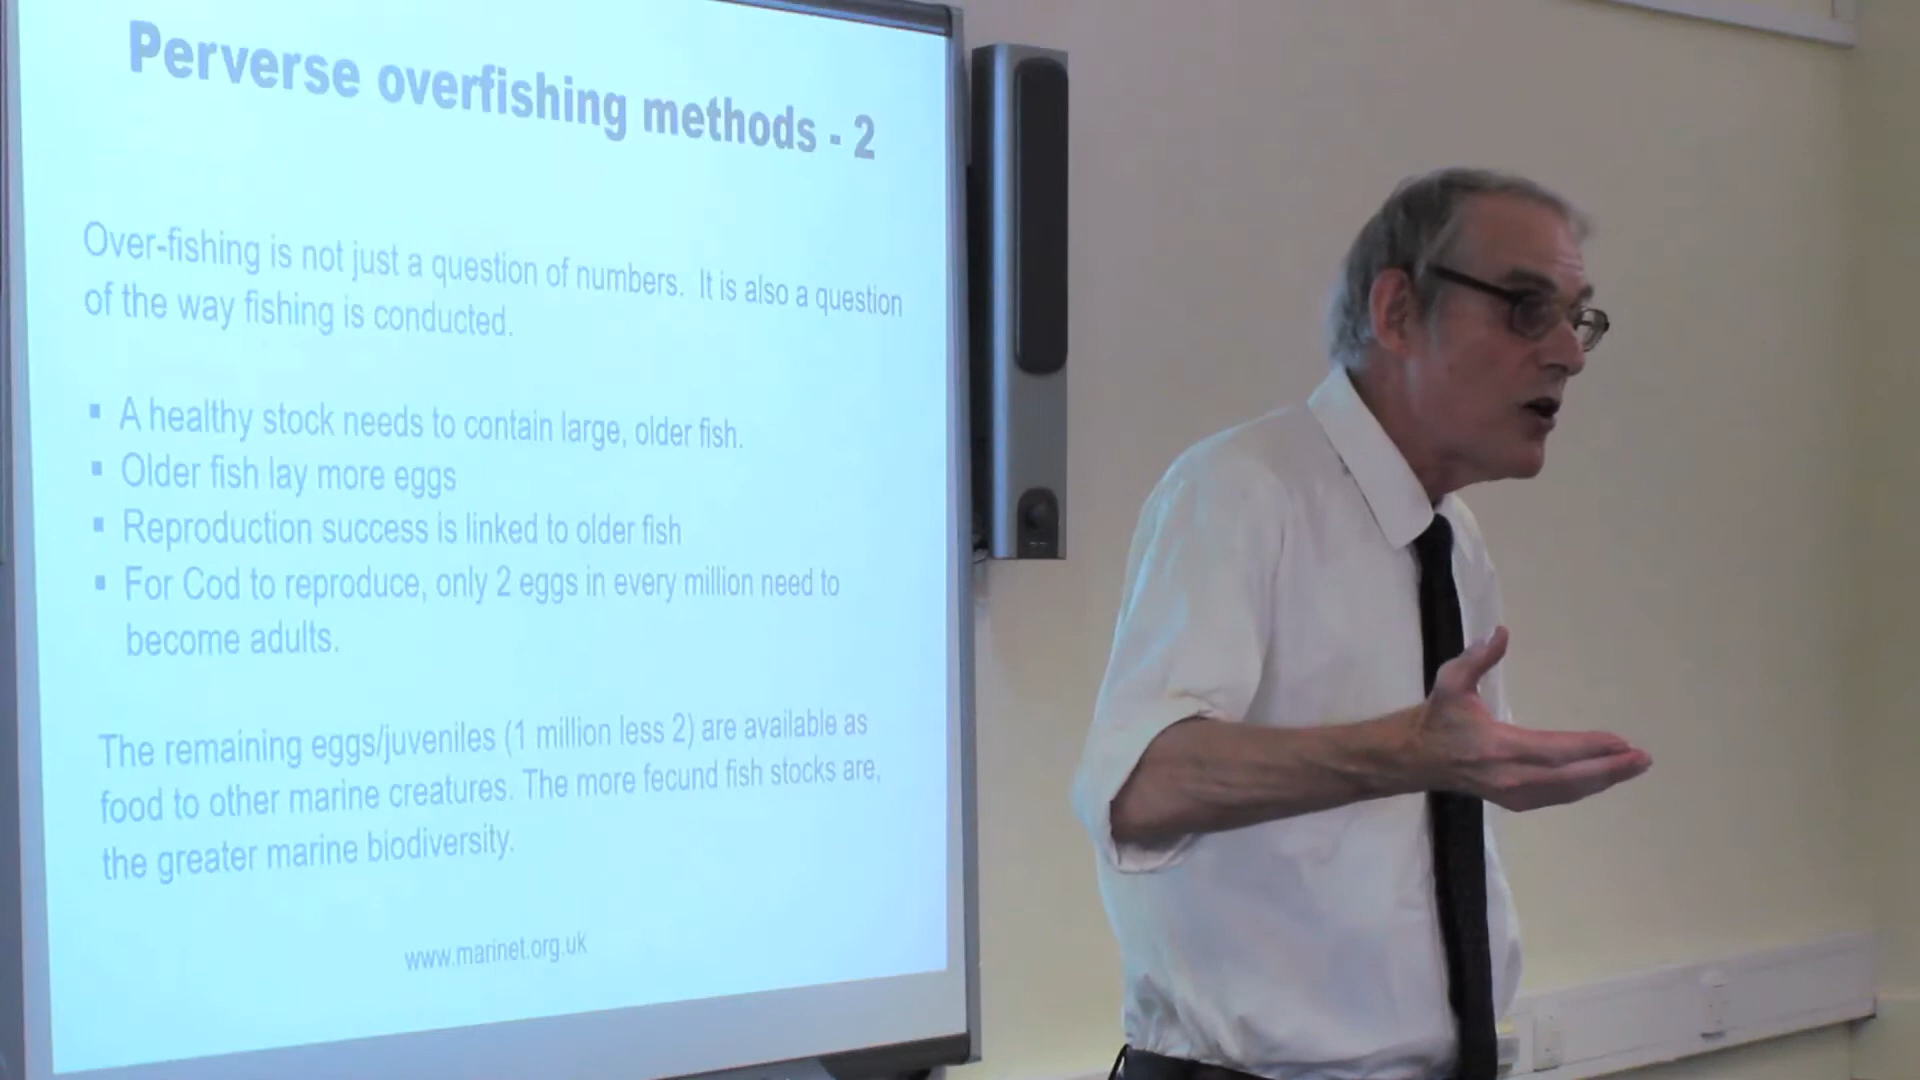 Perverse overfishing methods - 2
Over-fishing is not just a question of numbers. It is also a question
of the way fishing is conducted.
▪ A healthy stock needs to contain large, older fish.
▪ Older fish lay more eggs
▪ Reproduction success is linked to older fish
▪ For Cod to reproduce, only 2 eggs in every million need to
become adults.
The remaining eggs/juveniles (1 million less 2) are available as
food to other marine creatures. The more fecund fish stocks are,
the greater marine biodiversity.
www.marinet.org.uk